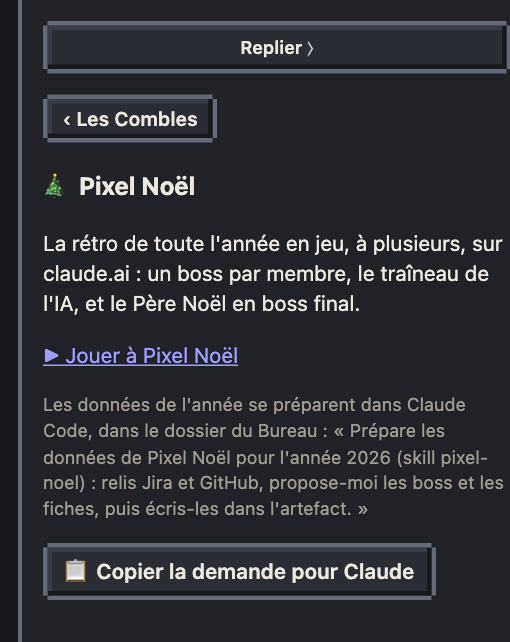 Replier 〉
‹ Les Combles
🎄 Pixel Noël
La rétro de toute l'année en jeu, à plusieurs, sur
claude.ai : un boss par membre, le traîneau de
l'IA, et le Père Noël en boss final.
▶ Jouer à Pixel Noël
Les données de l'année se préparent dans Claude
Code, dans le dossier du Bureau : « Prépare les
données de Pixel Noël pour l'année 2026 (skill pixel-
noel) : relis Jira et GitHub, propose-moi les boss et les
fiches, puis écris-les dans l'artefact. »
📋 Copier la demande pour Claude